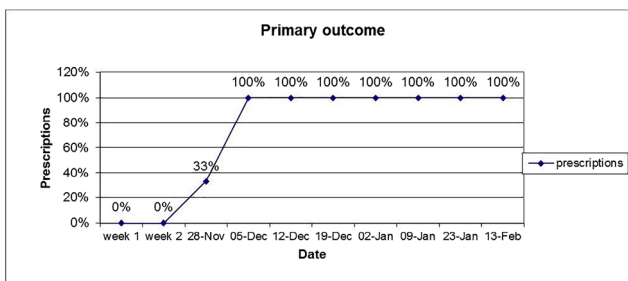 Primary outcome
120%
100%
80%
60%
40%
20%
0%
Prescriptions
0% 0% 33% 100% 100% 100% 100% 100% 100% 100%
week 1 week 2 28-Nov 05-Dec 12-Dec 19-Dec 02-Jan 09-Jan 23-Jan 13-Feb
Date
prescriptions